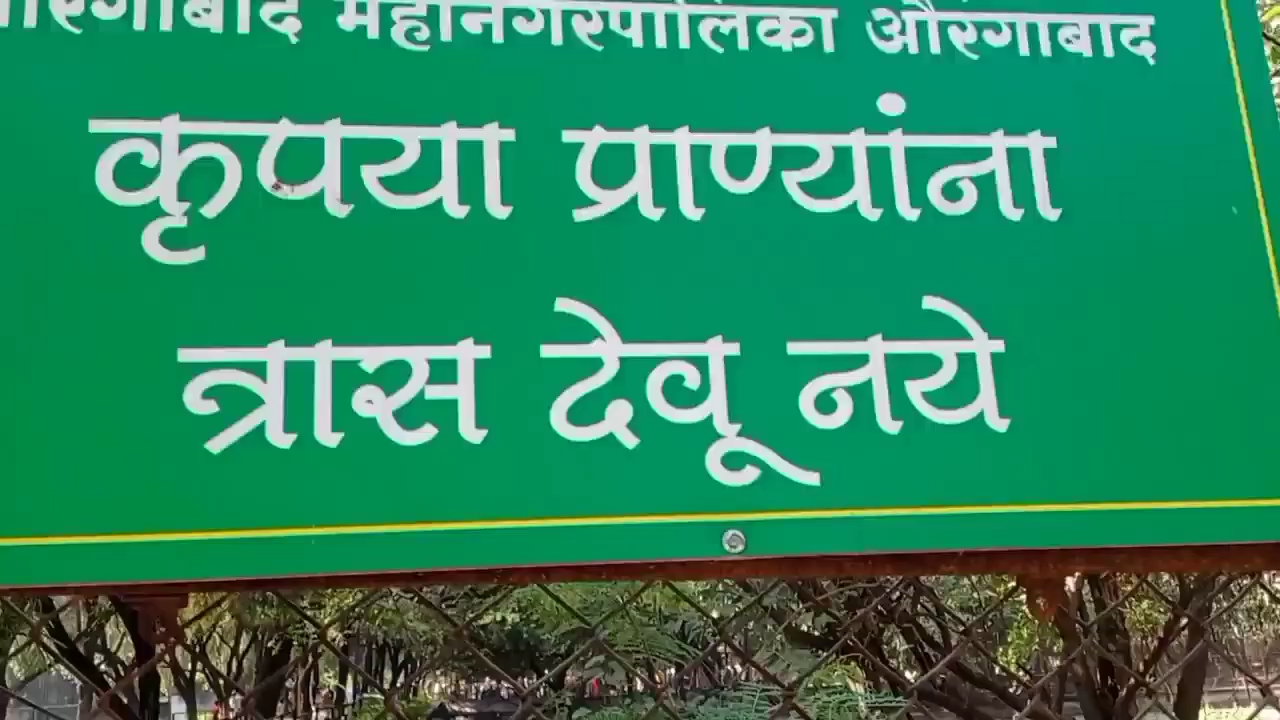 महानगरपालिका औरंगाबाद
कृपया प्राण्यांना
त्रास देवू नये